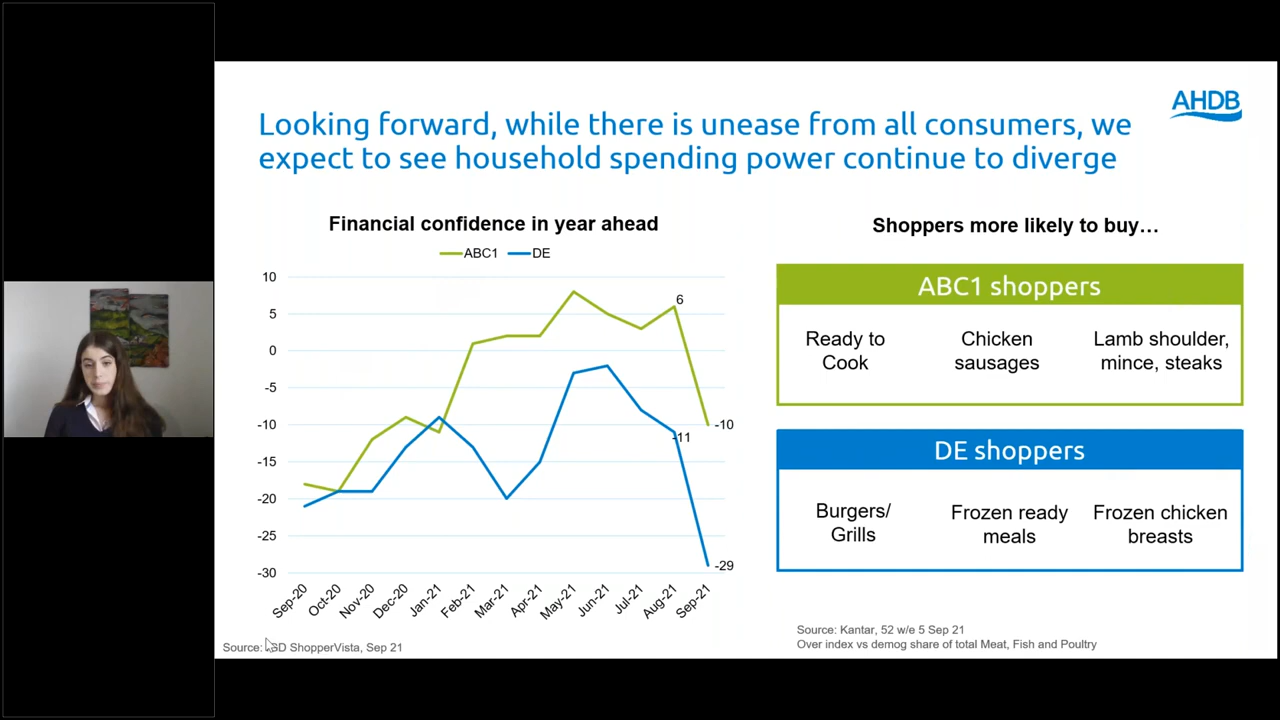 AHDB
Looking forward, while there is unease from all consumers, we
expect to see household spending power continue to diverge
Financial confidence in year ahead
ABC1
DE
10
5
0
-5
-10
-15
-20
-25
-30
6
-10
-11
-29
Sep-20
Oct-20
Nov-20
Dec-20
Jan-21
Feb-21
Mar-21
Apr-21
May-21
Jun-21
Jul-21
Aug-21
Sep-21
Source: GD ShopperVista, Sep 21
Shoppers more likely to buy…
ABC1 shoppers
Ready to
Cook
Chicken
sausages
Lamb shoulder,
mince, steaks
DE shoppers
Burgers/
Grills
Frozen ready
meals
Frozen chicken
breasts
Source: Kantar, 52 w/e 5 Sep 21
Over index vs demog share of total Meat, Fish and Poultry